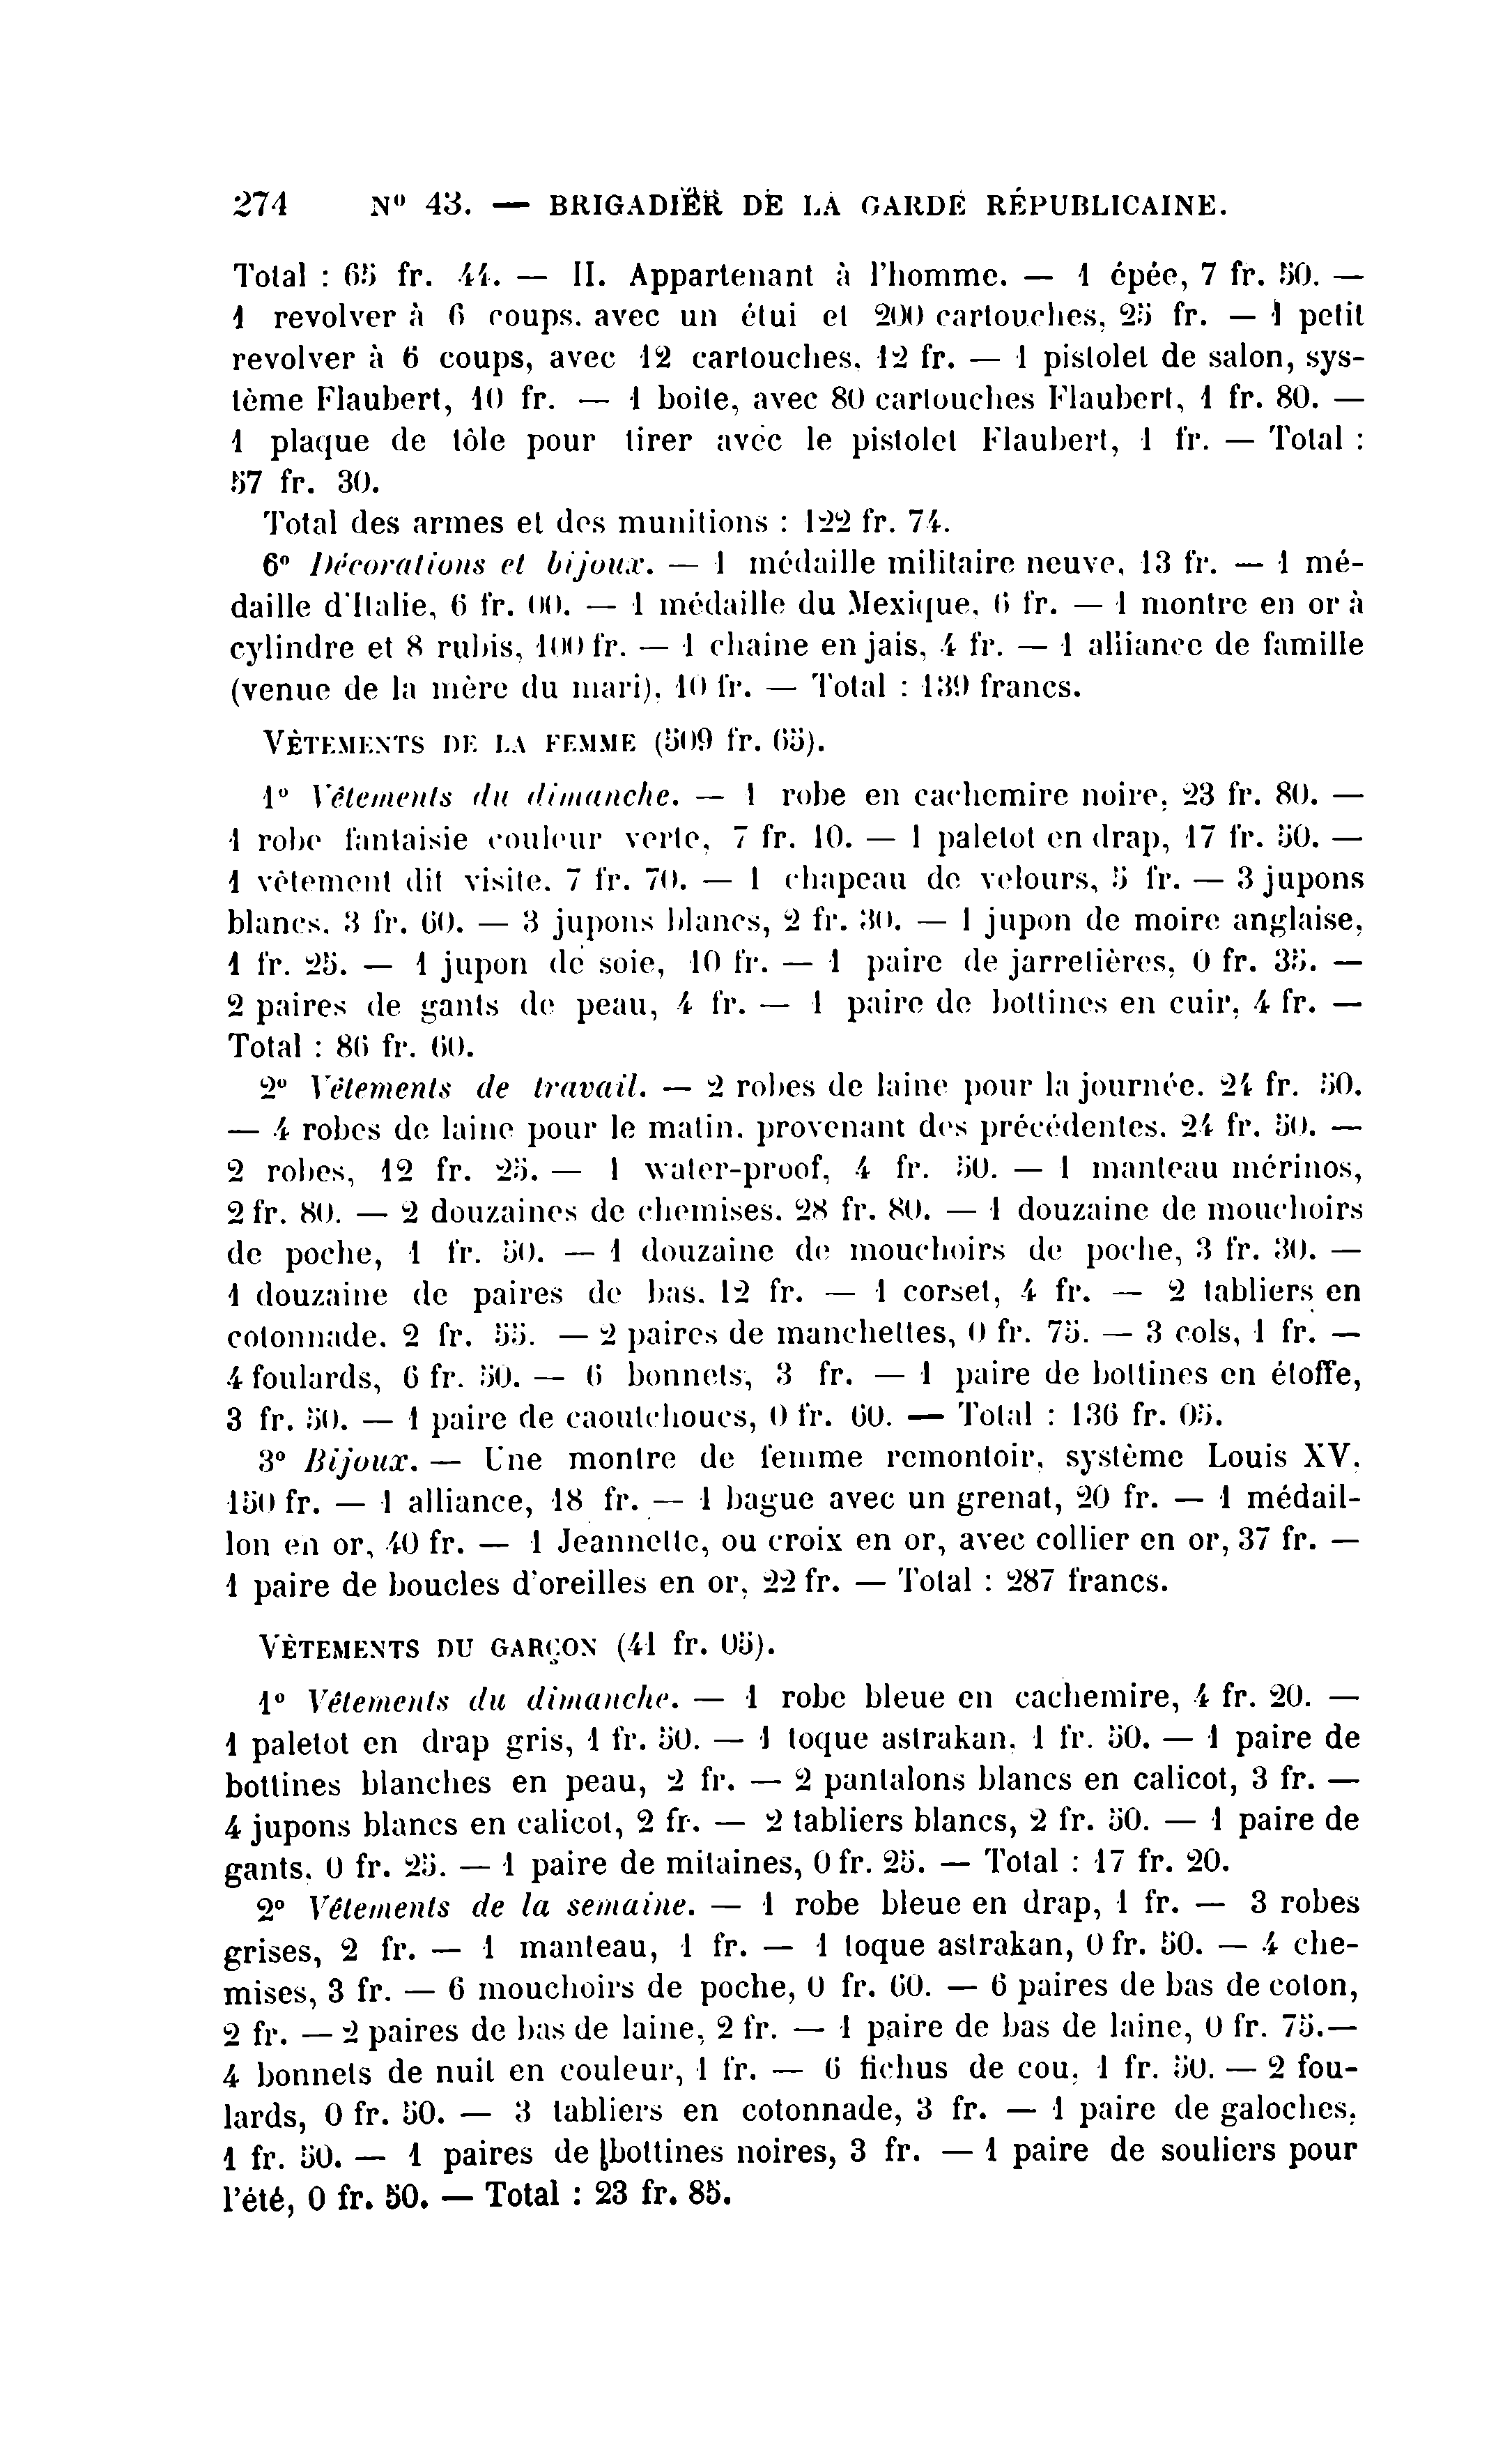 274 N° 43. — BRIGADIER DE LA GARDE RÉPUBLICAINE.
Total : 65 fr. 44. — II. Appartenant à l'homme. — 1 épée, 7 fr. 50. —
1 revolver à 6 coups, avec un étui et 200 cartouches, 25 fr. — 1 petit
revolver à 6 coups, avec 12 cartouches, 12 fr. — 1 pistolet de salon, sys-
tème Flaubert, 10 fr. — 1 boite, avec 80 cartouches Flaubert, 1 fr. 80. —
1 plaque de tôle pour tirer avec le pistolet Flaubert, 1 fr. — Total :
57 fr. 30.
Total des armes et des munitions : 122 fr. 74.
6° Décorations et bijoux. — 1 médaille militaire neuve, 13 fr. — 1 mé-
daille d'Italie, 6 fr. 00. — 1 médaille du Mexique, 6 fr. — 1 montre en or à
cylindre et 8 rubis, 100 fr. — 1 chaine en jais, 4 fr. — 1 alliance de famille
(venue de la mère du mari), 10 fr. — Total : 139 francs.
VÊTEMENTS DE LA FEMME (509 fr. 65).
1° Vêtements du dimanche. — 1 robe en cachemire noire, 23 fr. 80. —
1 robe fantaisie couleur verte, 7 fr. 10. — 1 paletot en drap, 17 fr. 50. —
1 vêtement dit visite, 7 fr. 70. — 1 chapeau de velours, 5 fr. — 3 jupons
blancs, 3 fr. 60. — 3 jupons blancs, 2 fr. 30. — 1 jupon de moire anglaise,
1 fr. 25. — 1 jupon de soie, 10 fr. — 1 paire de jarretières, 0 fr. 35. —
2 paires de gants de peau, 4 fr. — 1 paire de bottines en cuir, 4 fr. —
Total : 86 fr. 60.
2° Vêtements de travail. — 2 robes de laine pour la journée, 24 fr. 50.
— 4 robes de laine pour le matin, provenant des précédentes, 24 fr. 50. —
2 robes, 12 fr. 25. — 1 water-proof, 4 fr. 50. — 1 manteau mérinos,
2 fr. 80. — 2 douzaines de chemises, 28 fr. 80. — 1 douzaine de mouchoirs
de poche, 1 fr. 50. — 1 douzaine de mouchoirs de poche, 3 fr. 30. —
1 douzaine de paires de bas, 12 fr. — 1 corset, 4 fr. — 2 tabliers en
cotonnade, 2 fr. 55. — 2 paires de manchettes, 0 fr. 75. — 3 cols, 1 fr. —
4 foulards, 6 fr. 50. — 6 bonnets, 3 fr. — 1 paire de bottines en étoffe,
3 fr. 50. — 1 paire de caoutchoucs, 0 fr. 60. — Total : 136 fr. 05.
3° Bijoux. — Une montre de femme remontoir, système Louis XV,
150 fr. — 1 alliance, 18 fr. — 1 bague avec un grenat, 20 fr. — 1 médail-
lon en or, 40 fr. — 1 Jeannette, ou croix en or, avec collier en or, 37 fr. —
1 paire de boucles d'oreilles en or, 22 fr. — Total : 287 francs.
VÊTEMENTS DU GARÇON (41 fr. 05).
1° Vêtements du dimanche. — 1 robe bleue en cachemire, 4 fr. 20. —
1 paletot en drap gris, 1 fr. 50. — 1 toque astrakan, 1 fr. 50. — 1 paire de
bottines blanches en peau, 2 fr. — 2 pantalons blancs en calicot, 3 fr. —
4 jupons blancs en calicot, 2 fr. — 2 tabliers blancs, 2 fr. 50. — 1 paire de
gants, 0 fr. 25. — 1 paire de mitaines, 0 fr. 25. — Total : 17 fr. 20.
2° Vêtements de la semaine. — 1 robe bleue en drap, 1 fr. — 3 robes
grises, 2 fr. — 1 manteau, 1 fr. — 1 toque astrakan, 0 fr. 50. — 4 che-
mises, 3 fr. — 6 mouchoirs de poche, 0 fr. 60. — 6 paires de bas de coton,
2 fr. — 2 paires de bas de laine, 2 fr. — 1 paire de bas de laine, 0 fr. 75.—
4 bonnets de nuit en couleur, 1 fr. — 6 fichus de cou, 1 fr. 50. — 2 fou-
lards, 0 fr. 50. — 3 tabliers en cotonnade, 3 fr. — 1 paire de galoches,
1 fr. 50. — 1 paires de bottines noires, 3 fr. — 1 paire de souliers pour
l'été, 0 fr. 50. — Total : 23 fr. 85.